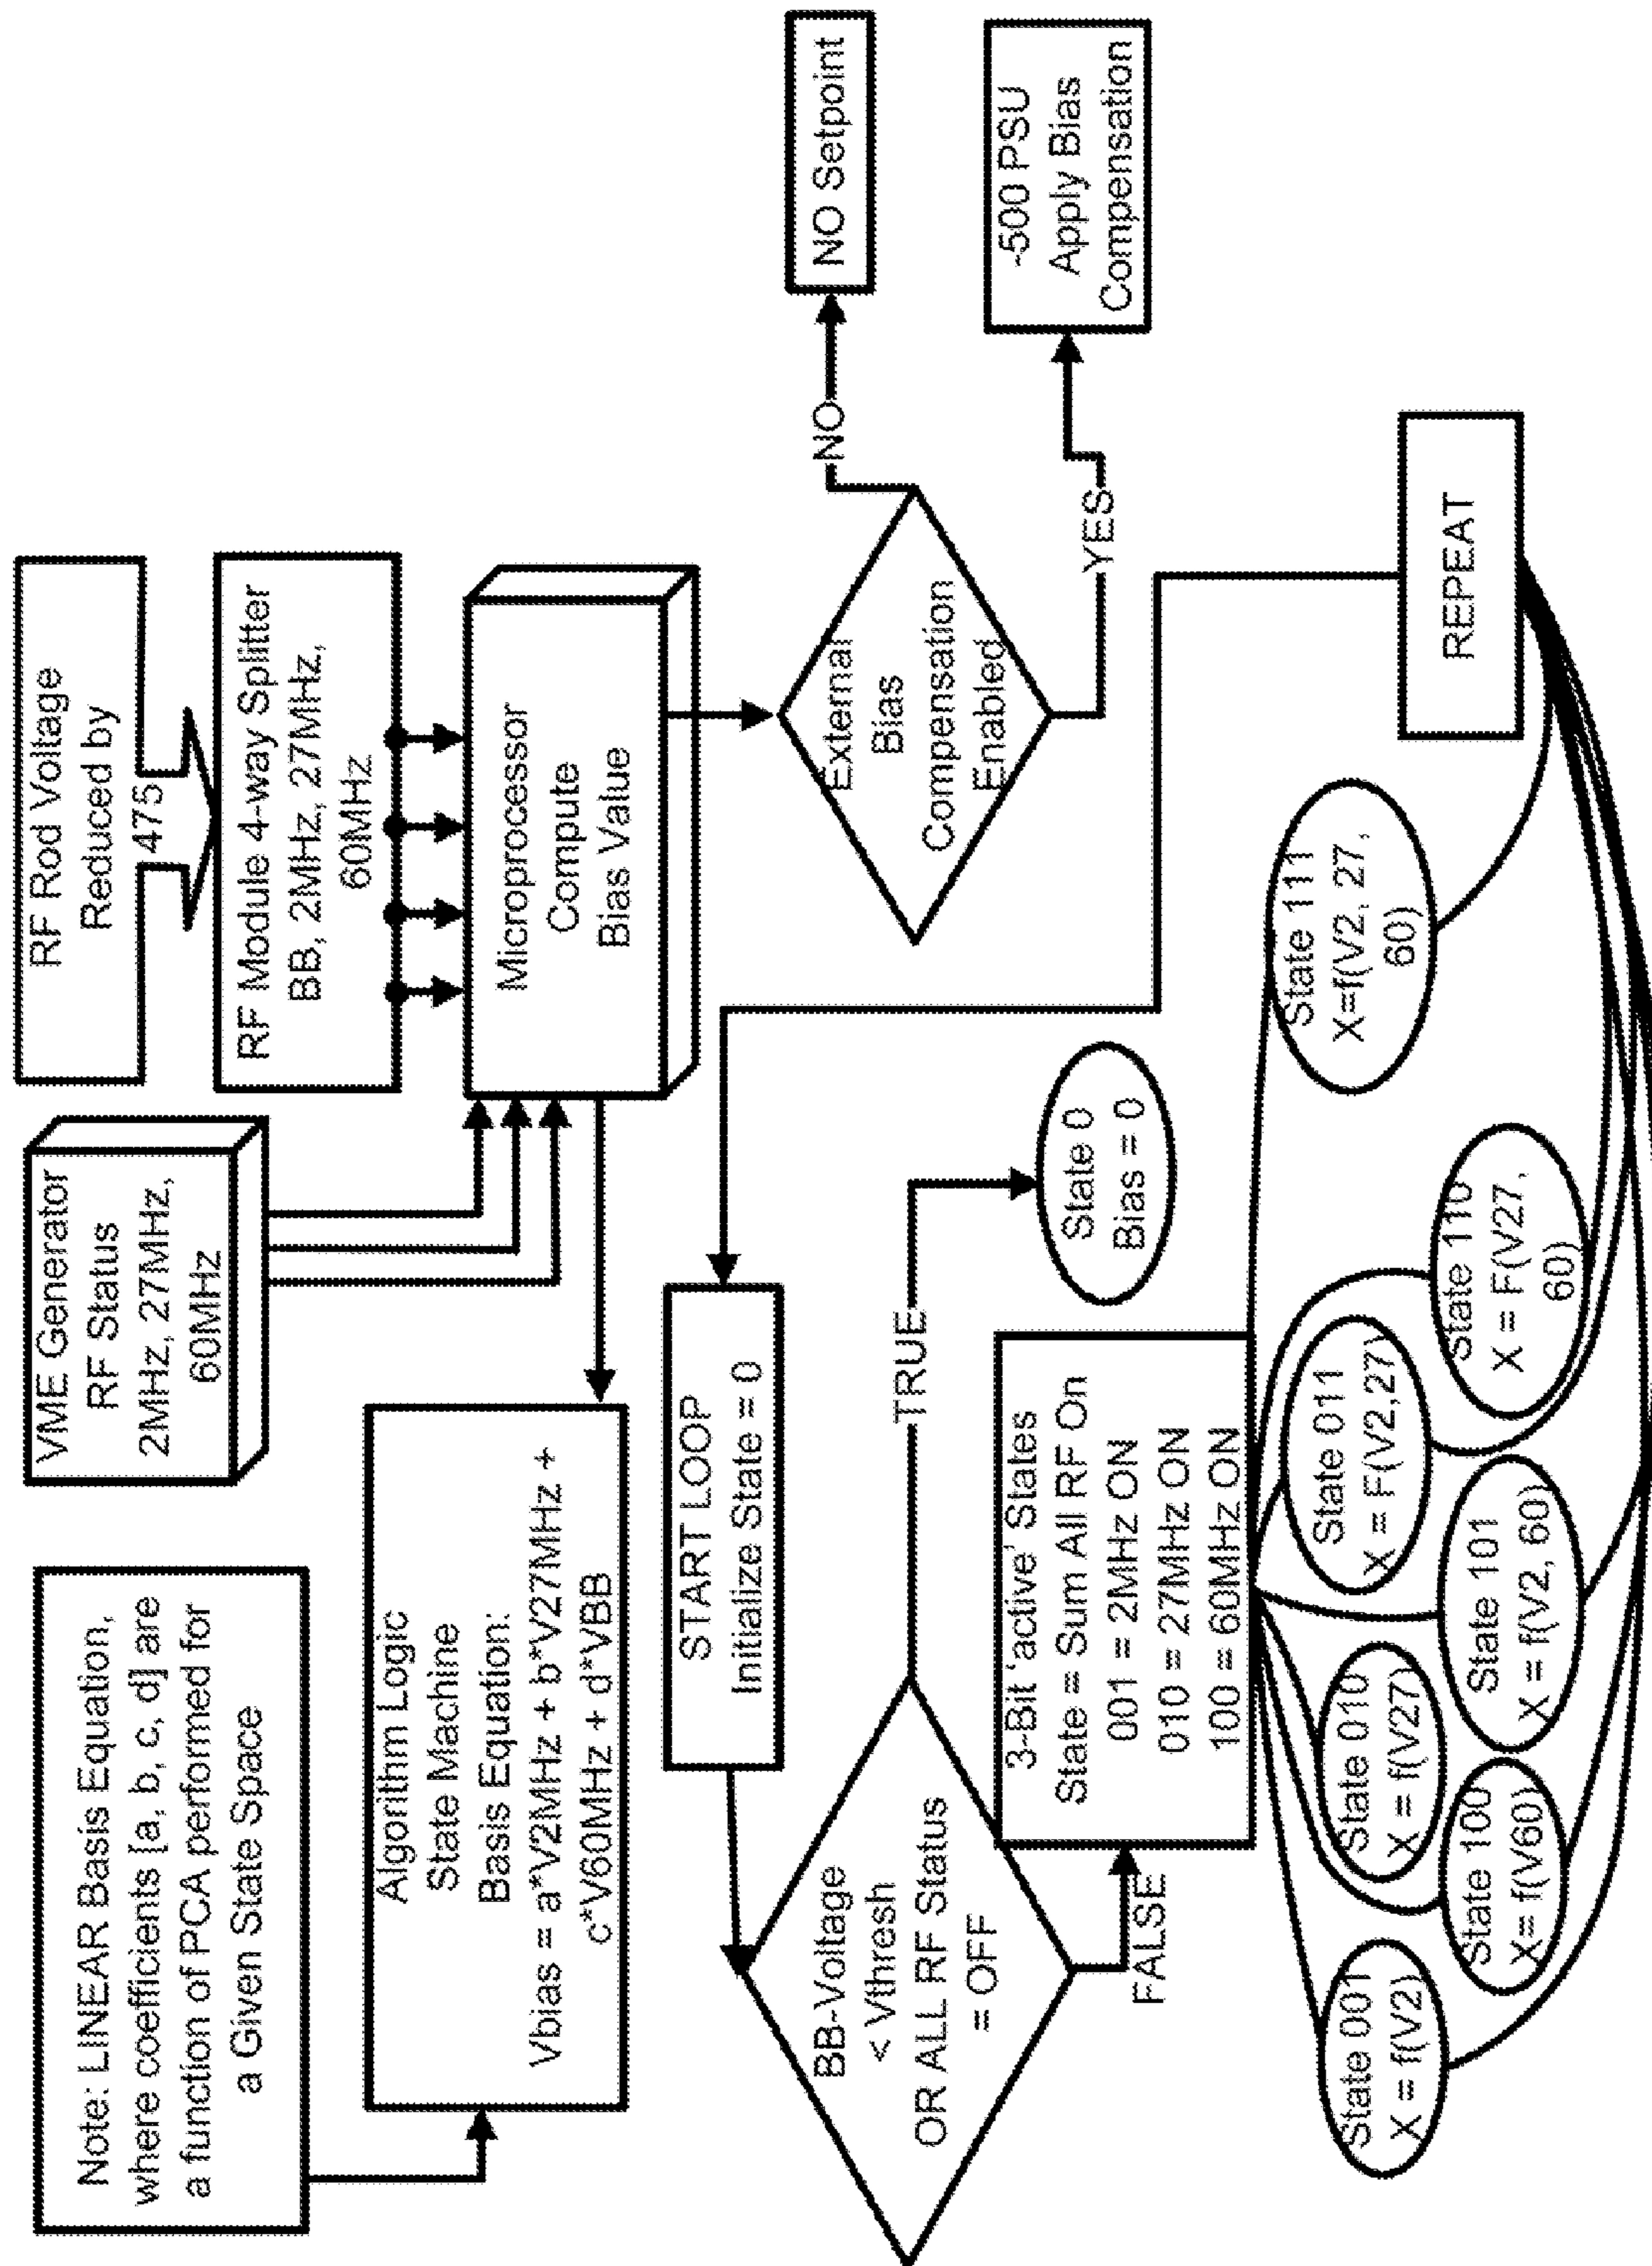 Note: LINEAR Basis Equation,
where coefficients [a, b, c, d] are
a function of PCA performed for
a Given State Space
VME Generator
RF Status
2MHz, 27MHz,
60MHz
RF Rod Voltage
Reduced by
475
RF Module 4-way Splitter
BB, 2MHz, 27MHz,
60MHz
Algorithm Logic
State Machine
Basis Equation:
Vbias = a*V2MHz + b*V27MHz +
c*V60MHz + d*VBB
Microprocessor
Compute
Bias Value
START LOOP
Initialize State = 0
External
Bias
Compensation
Enabled
NO
NO Setpoint
YES
-500 PSU
Apply Bias
Compensation
BB-Voltage
< Vthresh
OR ALL RF Status
= OFF
TRUE
State 0
Bias = 0
FALSE
3-Bit 'active' States
State = Sum All RF On
001 = 2MHz ON
010 = 27MHz ON
100 = 60MHz ON
State 001
X = f(V2)
State 010
X = f(V27)
State 011
X = F(V2,27)
State 111
X=f(V2, 27,
60)
State 100
X= f(V60)
State 101
X = f(V2, 60)
State 110
X = F(V27,
60)
REPEAT